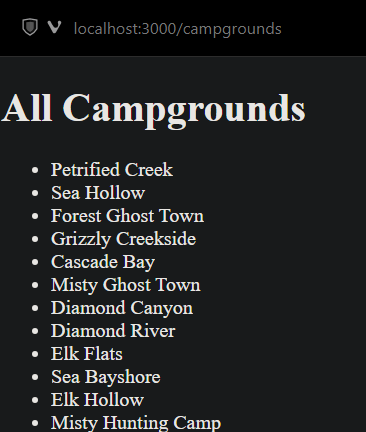 localhost:3000/campgrounds
All Campgrounds
Petrified Creek
Sea Hollow
Forest Ghost Town
Grizzly Creekside
Cascade Bay
Misty Ghost Town
Diamond Canyon
Diamond River
Elk Flats
Sea Bayshore
Elk Hollow
Misty Hunting Camp